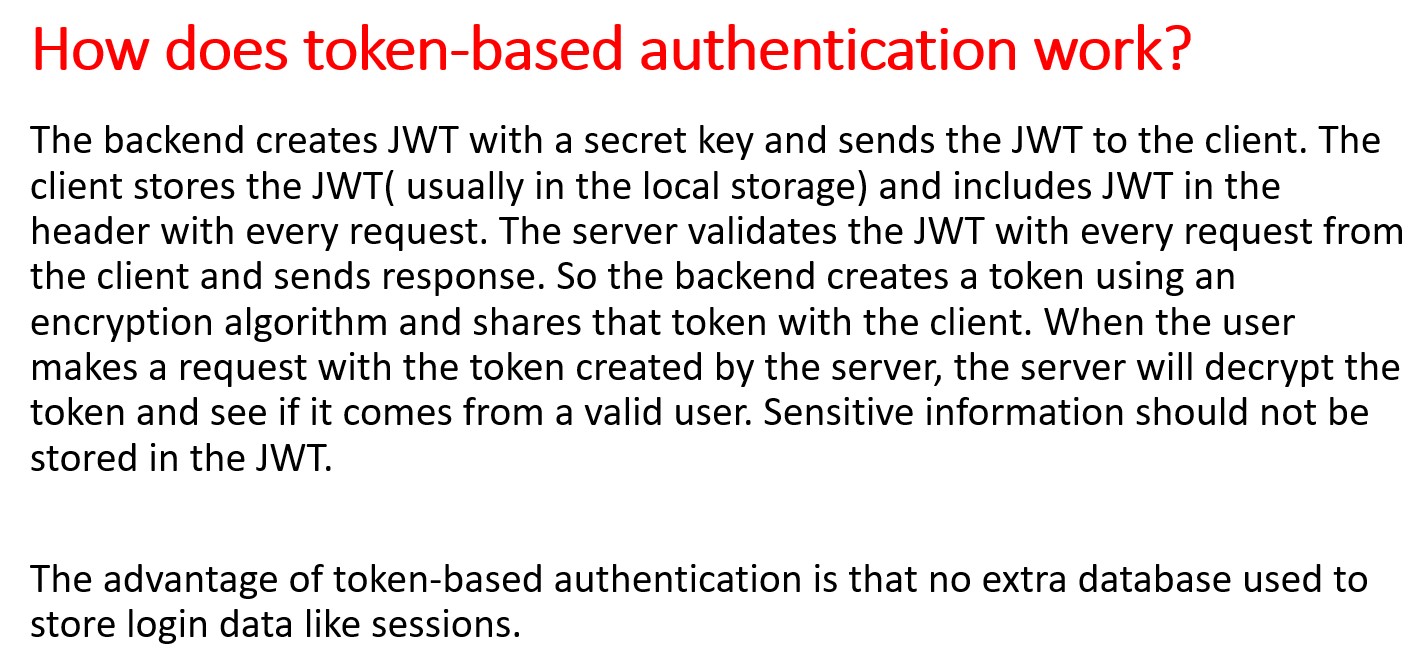 How does token-based authentication work?
The backend creates JWT with a secret key and sends the JWT to the client. The
client stores the JWT( usually in the local storage) and includes JWT in the
header with every request. The server validates the JWT with every request from
the client and sends response. So the backend creates a token using an
encryption algorithm and shares that token with the client. When the user
makes a request with the token created by the server, the server will decrypt the
token and see if it comes from a valid user. Sensitive information should not be
stored in the JWT.
The advantage of token-based authentication is that no extra database used to
store login data like sessions.